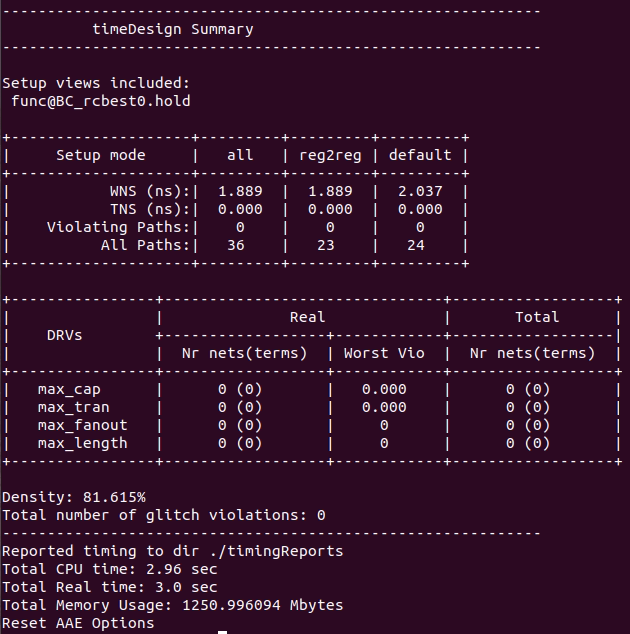 ------------------------------------------------------------
          timeDesign Summary
------------------------------------------------------------
Setup views included:
 func@BC_rcbest0.hold
+--------------------+---------+---------+---------+
|     Setup mode     |   all   | reg2reg | default |
+--------------------+---------+---------+---------+
|           WNS (ns):|  1.889  |  1.889  |  2.037  |
|           TNS (ns):|  0.000  |  0.000  |  0.000  |
|    Violating Paths:|    0    |    0    |    0    |
|          All Paths:|   36    |   23    |   24    |
+--------------------+---------+---------+---------+
+----------------+-------------------------------+------------------+
|                |              Real             |       Total      |
|    DRVs        +------------------+------------+------------------|
|                |  Nr nets(terms)  | Worst Vio  |  Nr nets(terms)  |
+----------------+------------------+------------+------------------+
|   max_cap      |      0 (0)       |   0.000    |      0 (0)       |
|   max_tran     |      0 (0)       |   0.000    |      0 (0)       |
|   max_fanout   |      0 (0)       |     0      |      0 (0)       |
|   max_length   |      0 (0)       |     0      |      0 (0)       |
+----------------+------------------+------------+------------------+
Density: 81.615%
Total number of glitch violations: 0
------------------------------------------------------------
Reported timing to dir ./timingReports
Total CPU time: 2.96 sec
Total Real time: 3.0 sec
Total Memory Usage: 1250.996094 Mbytes
Reset AAE Options